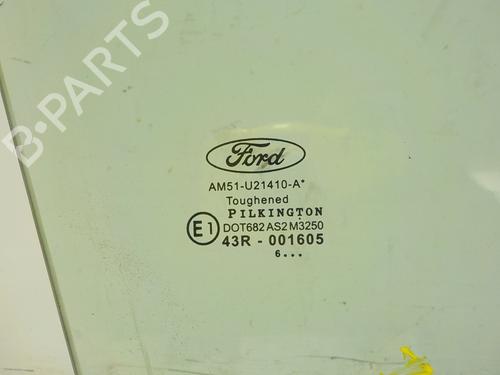 B-PARTS
Ford
AM51-U21410-A*
Toughened
PILKINGTON
E1
DOT682 AS2 M3250
43R - 001605
6...